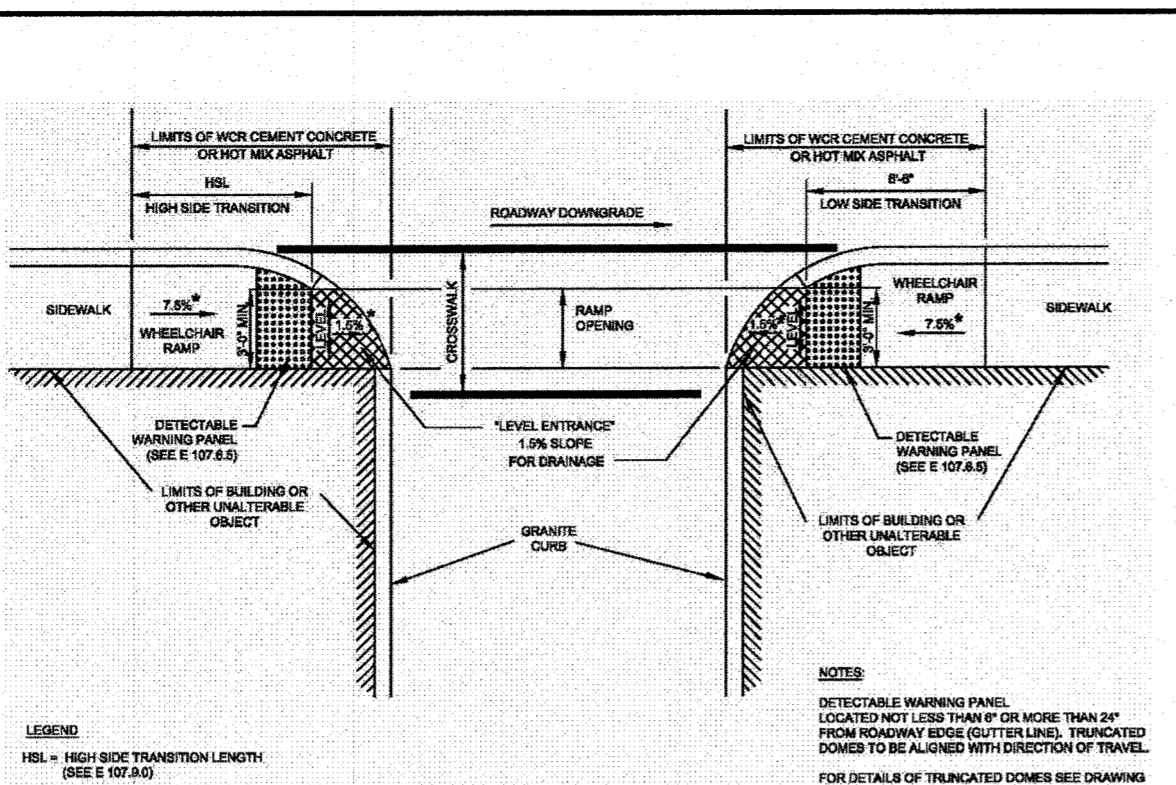 LIMITS OF WCR CEMENT CONCRETE
OR HOT MIX ASPHALT
HSL
HIGH SIDE TRANSITION
ROADWAY DOWNGRADE
LIMITS OF WCR CEMENT CONCRETE
OR HOT MIX ASPHALT
6'-6"
LOW SIDE TRANSITION
SIDEWALK
7.5%*
WHEELCHAIR
RAMP
3'-0" MIN.
LEVEL
1.5%*
CROSSWALK
RAMP
OPENING
1.5%*
LEVEL
3'-0" MIN.
WHEELCHAIR
RAMP
7.5%*
SIDEWALK
DETECTABLE
WARNING PANEL
(SEE E 107.6.5)
"LEVEL ENTRANCE"
1.5% SLOPE
FOR DRAINAGE
DETECTABLE
WARNING PANEL
(SEE E 107.6.5)
LIMITS OF BUILDING OR
OTHER UNALTERABLE
OBJECT
GRANITE
CURB
LIMITS OF BUILDING OR
OTHER UNALTERABLE
OBJECT
LEGEND
HSL = HIGH SIDE TRANSITION LENGTH
(SEE E 107.9.0)
NOTES:
DETECTABLE WARNING PANEL
LOCATED NOT LESS THAN 6" OR MORE THAN 24"
FROM ROADWAY EDGE (GUTTER LINE). TRUNCATED
DOMES TO BE ALIGNED WITH DIRECTION OF TRAVEL.
FOR DETAILS OF TRUNCATED DOMES SEE DRAWING